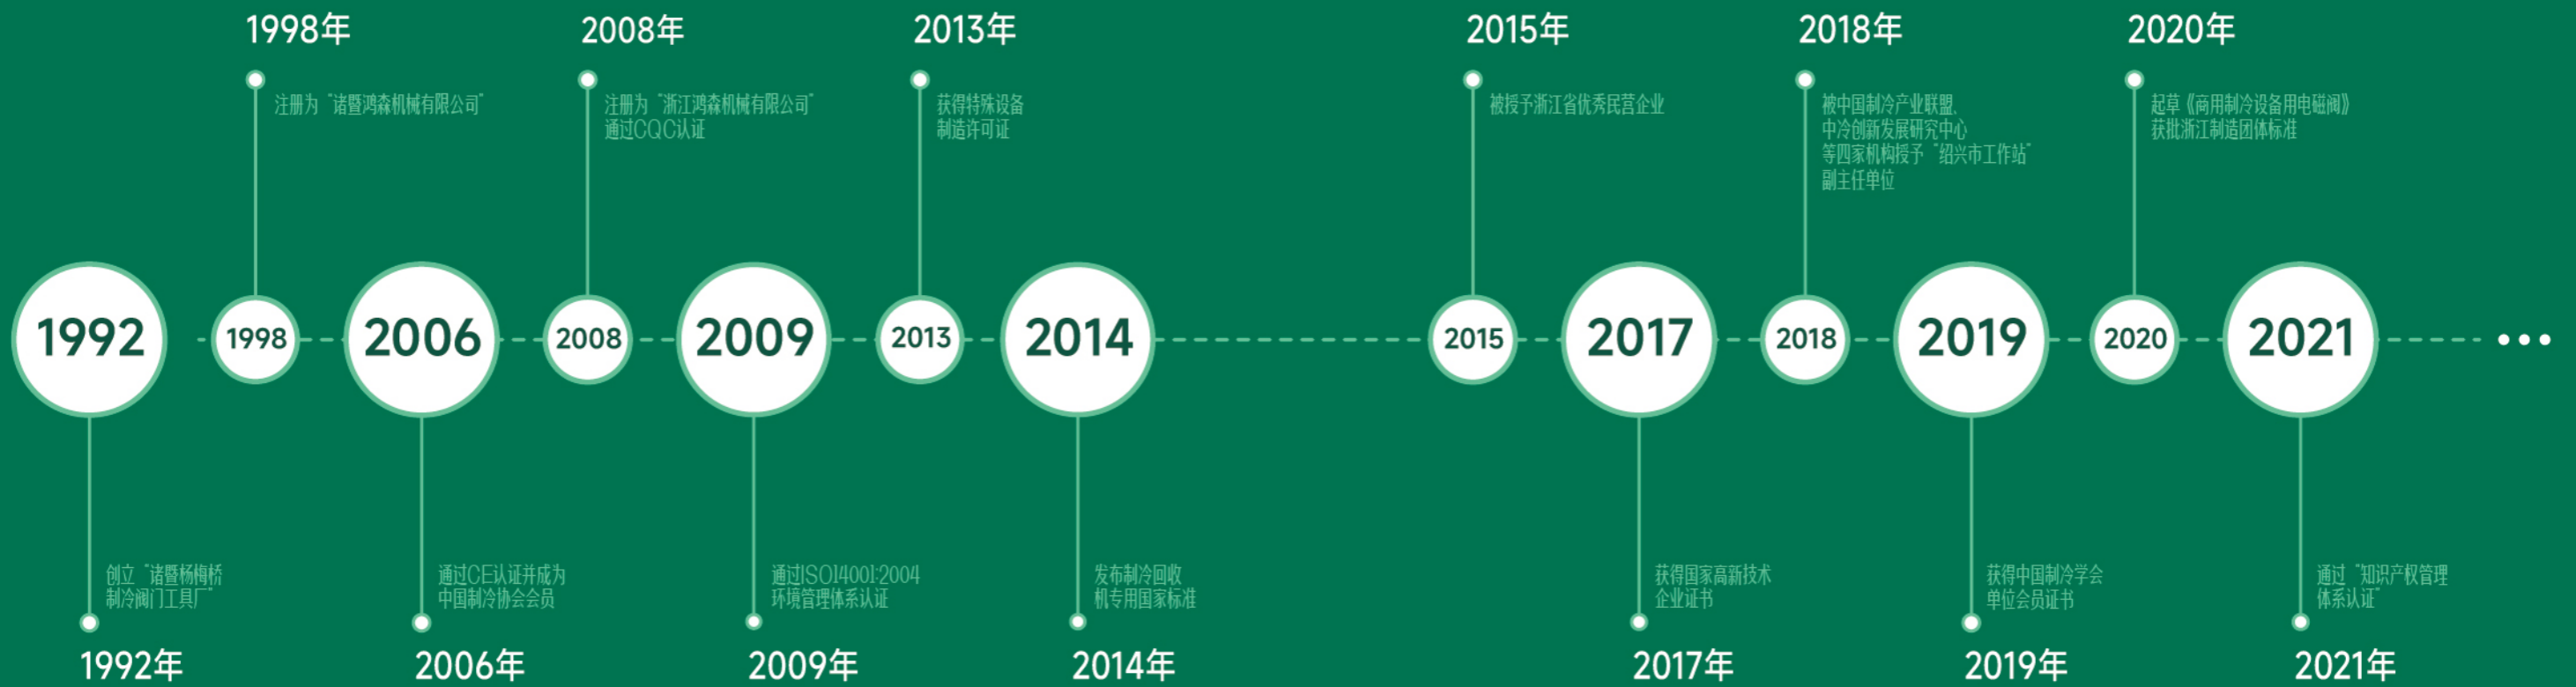 1998年
2008年
2013年
2015年
2018年
2020年
注册为“诸暨鸿森机械有限公司”
注册为“浙江鸿森机械有限公司”
通过CQC认证
获得特殊设备
制造许可证
被授予浙江省优秀民营企业
被中国制冷产业联盟、
中冷创新发展研究中心
等四家机构授予“绍兴市工作站”
副主任单位
起草《商用制冷设备用电磁阀》
获批浙江制造团体标准
1992
1998
2006
2008
2009
2013
2014
2015
2017
2018
2019
2020
2021
创立“诸暨杨梅桥
制冷阀门工具厂”
通过CE认证并成为
中国制冷协会会员
通过ISO14001:2004
环境管理体系认证
发布制冷回收
机专用国家标准
获得国家高新技术
企业证书
获得中国制冷学会
单位会员证书
通过“知识产权管理
体系认证”
1992年
2006年
2009年
2014年
2017年
2019年
2021年